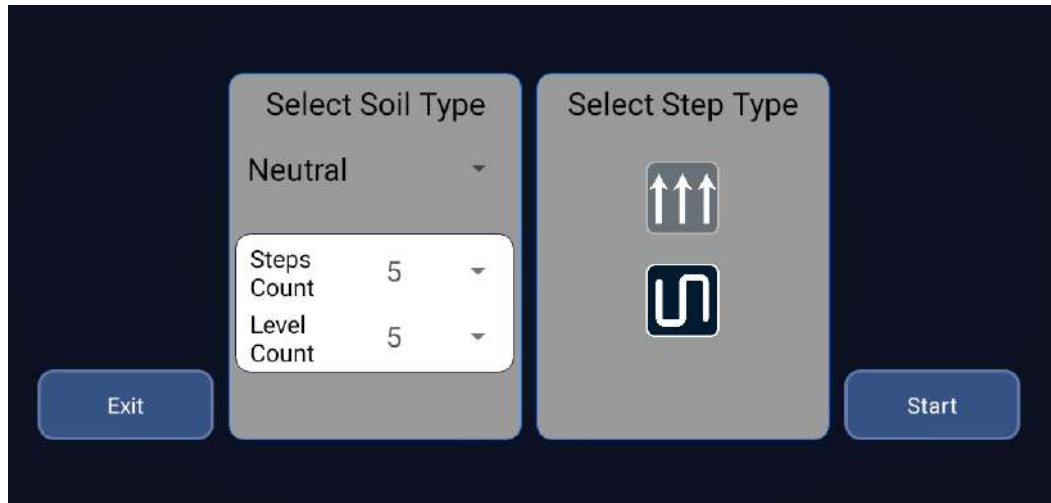 Select Soil Type
Neutral
Steps
Count
5
Level
Count
5
Select Step Type
Exit
Start